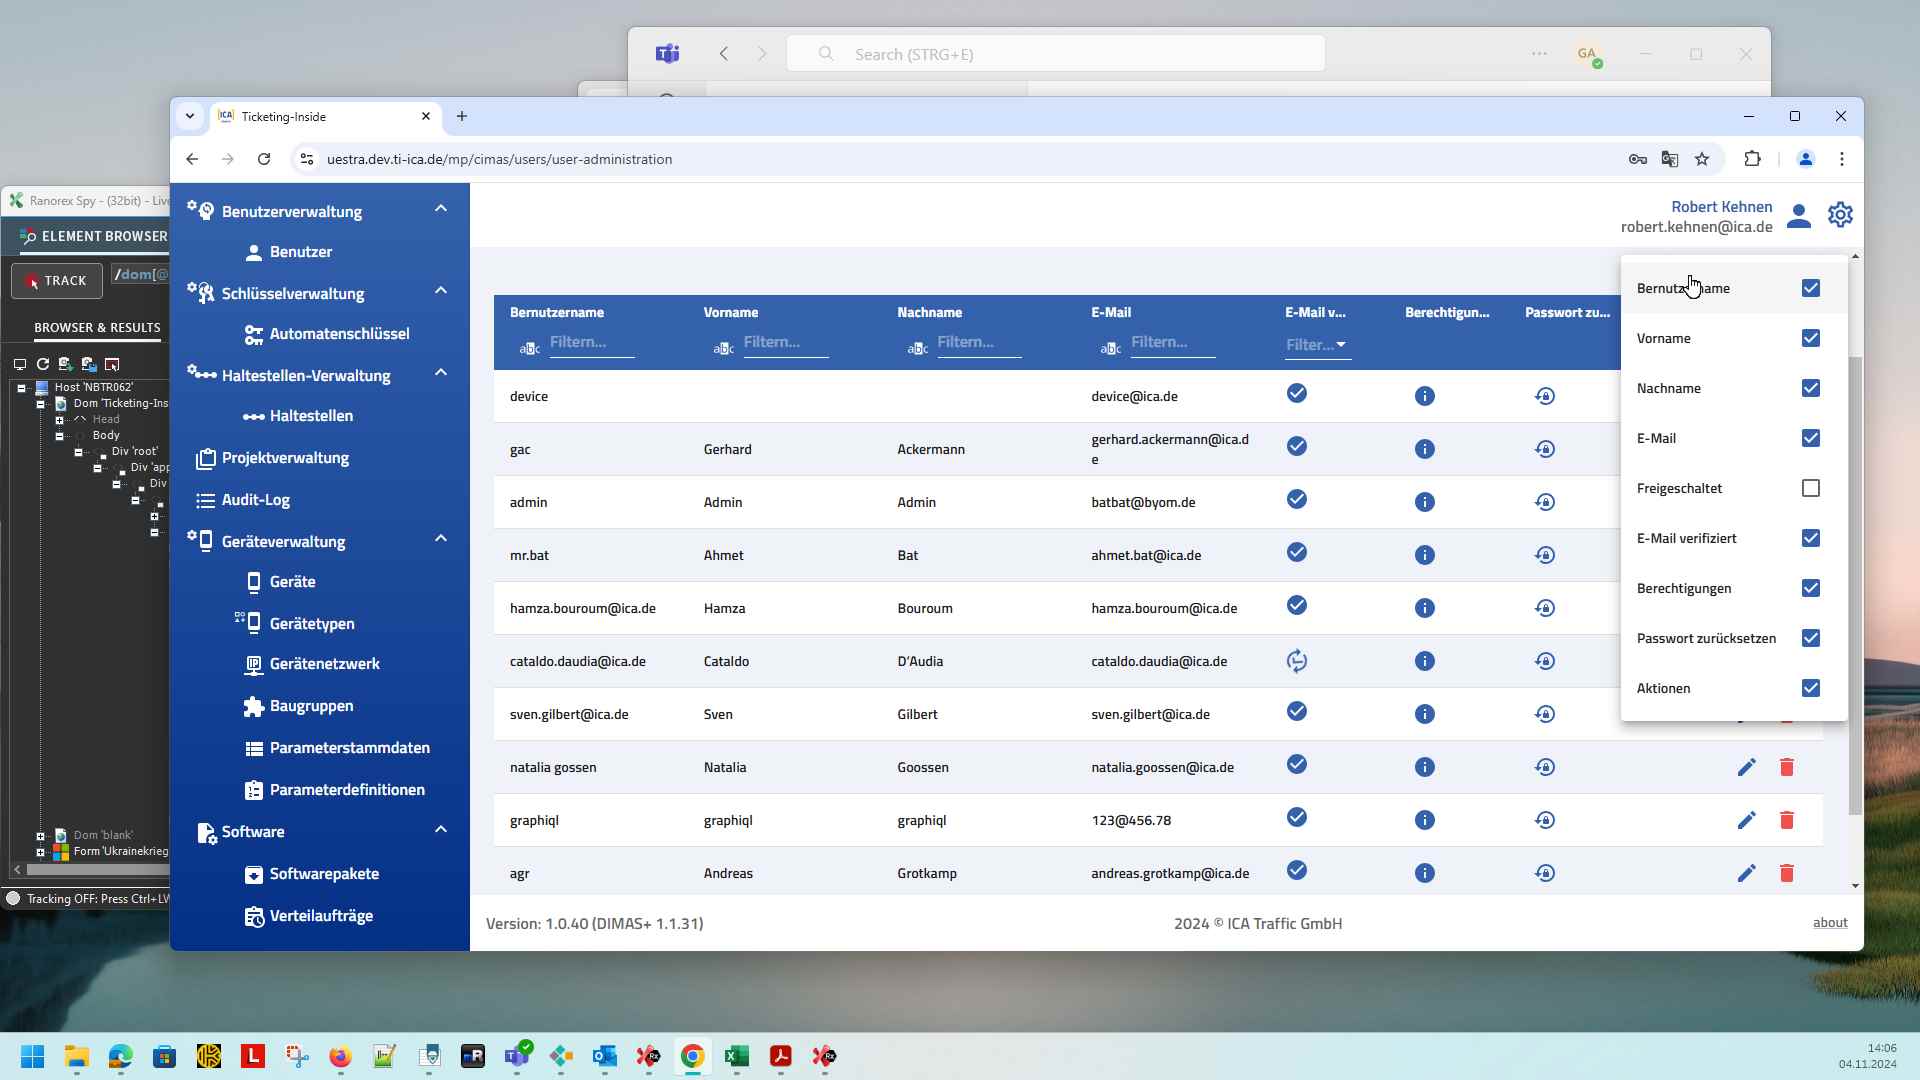 Search (STRG+E)
GA
Ticketing-Inside
uestra.dev.ti-ica.de/mp/cimas/users/user-administration
Ranorex Spy - (32bit) - Live
ELEMENT BROWSER
TRACK
/dom[@
BROWSER & RESULTS
Host 'NBTR062'
Dom 'Ticketing-Ins
Head
Body
Div 'root'
Div 'app
Div
Dom 'blank'
Form 'Ukrainekrieg
Tracking OFF: Press Ctrl+LW
Benutzerverwaltung
Benutzer
Schlüsselverwaltung
Automatenschlüssel
Haltestellen-Verwaltung
Haltestellen
Projektverwaltung
Audit-Log
Geräteverwaltung
Geräte
Gerätetypen
Gerätenetzwerk
Baugruppen
Parameterstammdaten
Parameterdefinitionen
Software
Softwarepakete
Verteilaufträge
Robert Kehnen
robert.kehnen@ica.de
Bernutzername Vorname Nachname E-Mail E-Mail v... Berechtigun... Passwort zu...
Filtern... Filtern... Filtern... Filtern... Filter...
device device@ica.de
gac Gerhard Ackermann gerhard.ackermann@ica.d
e
admin Admin Admin batbat@byom.de
mr.bat Ahmet Bat ahmet.bat@ica.de
hamza.bouroum@ica.de Hamza Bouroum hamza.bouroum@ica.de
cataldo.daudia@ica.de Cataldo D'Audia cataldo.daudia@ica.de
sven.gilbert@ica.de Sven Gilbert sven.gilbert@ica.de
natalia gossen Natalia Goossen natalia.goossen@ica.de
graphiql graphiql graphiql 123@456.78
agr Andreas Grotkamp andreas.grotkamp@ica.de
Bernutzername
Vorname
Nachname
E-Mail
Freigeschaltet
E-Mail verifiziert
Berechtigungen
Passwort zurücksetzen
Aktionen
Version: 1.0.40 (DIMAS+ 1.1.31) 2024 © ICA Traffic GmbH about
14:06
04.11.2024